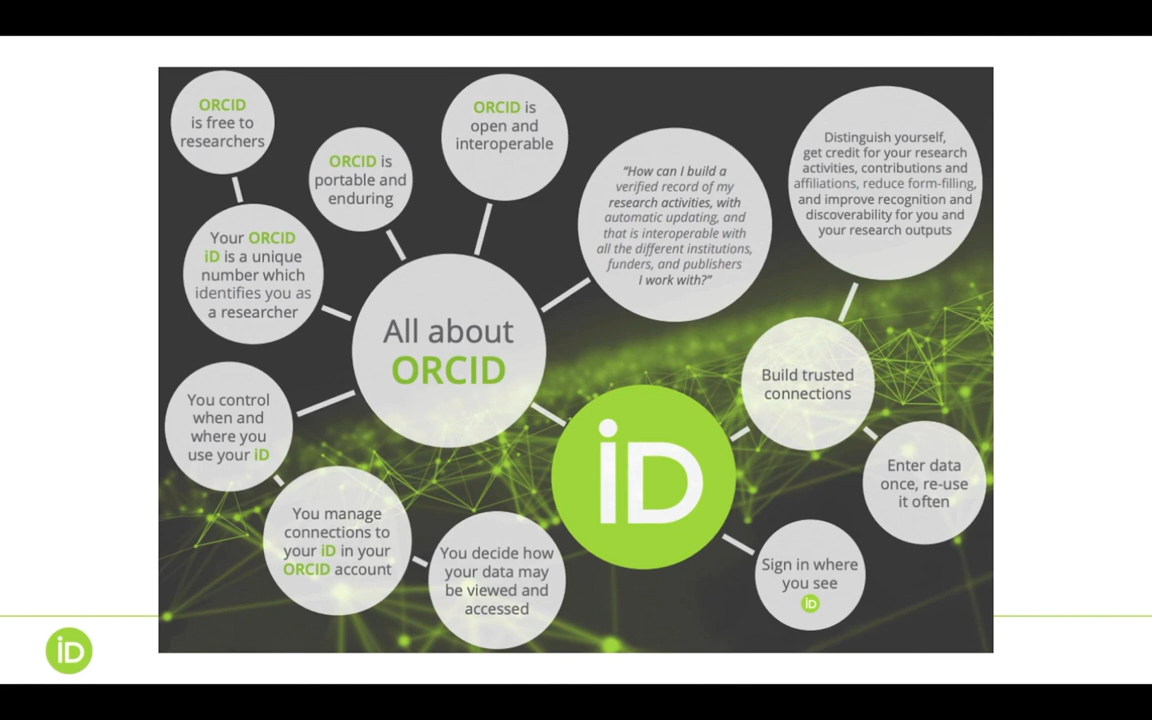 ORCID
is free to
researchers
ORCID is
portable and
enduring
ORCID is
open and
interoperable
"How can I build a
verified record of my
research activities, with
automatic updating, and
that is interoperable with
all the different institutions,
funders, and publishers
I work with?"
Distinguish yourself,
get credit for your research
activities, contributions and
affiliations, reduce form-filling,
and improve recognition and
discoverability for you and
your research outputs
Your ORCID
iD is a unique
number which
identifies you as
a researcher
All about
ORCID
You control
when and
where you
use your iD
iD
Build trusted
connections
Enter data
once, re-use
it often
You manage
connections to
your iD in your
ORCID account
You decide how
your data may
be viewed and
accessed
Sign in where
you see
iD
iD